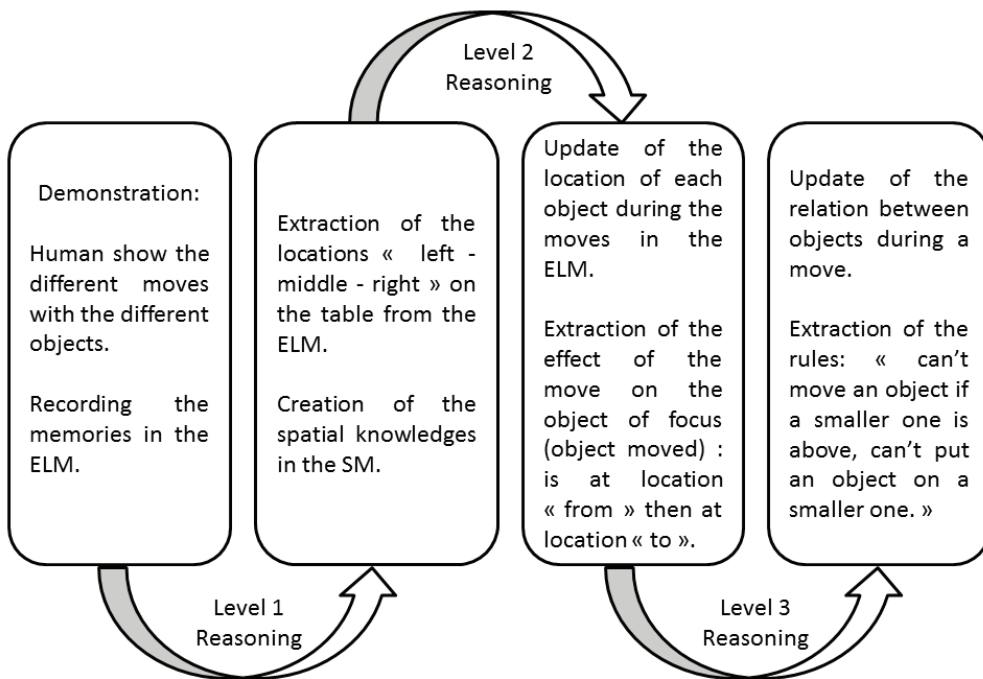 Level 2
Reasoning
Demonstration:
Human show the
different moves
with the different
objects.
Recording the
memories in the
ELM.
Extraction of the
locations « left -
middle - right » on
the table from the
ELM.
Creation of the
spatial knowledges
in the SM.
Update of the
location of each
object during the
moves in the
ELM.
Extraction of the
effect of the
move on the
object of focus
(object moved) :
is at location
« from » then at
location « to ».
Update of the
relation between
objects during a
move.
Extraction of the
rules: « can’t
move an object if
a smaller one is
above, can’t put
an object on a
smaller one. »
Level 1
Reasoning
Level 3
Reasoning